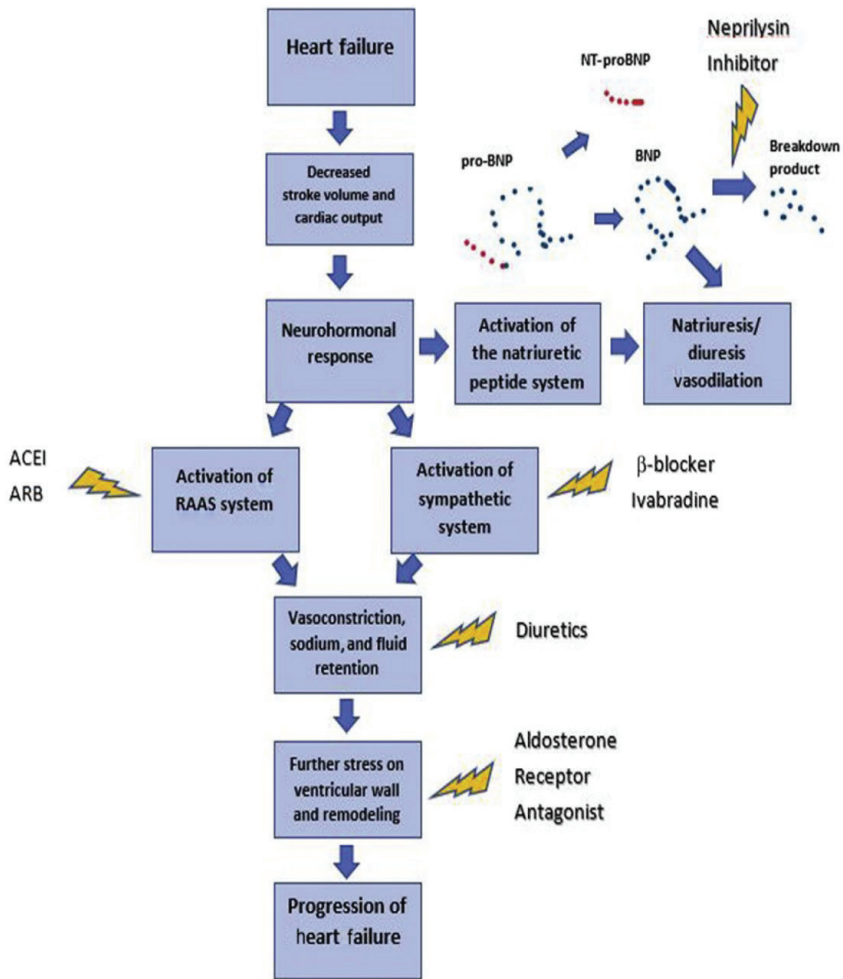 Heart failure
Neprilysin
Inhibitor
NT-proBNP
Decreased
stroke volume and
cardiac output
pro-BNP
BNP
Breakdown
product
Neurohormonal
response
Activation of
the natriuretic
peptide system
Natriuresis/
diuresis
vasodilation
ACEI
ARB
Activation of
RAAS system
Activation of
sympathetic
system
β-blocker
Ivabradine
Vasoconstriction,
sodium, and fluid
retention
Diuretics
Further stress on
ventricular wall
and remodeling
Aldosterone
Receptor
Antagonist
Progression of
heart failure